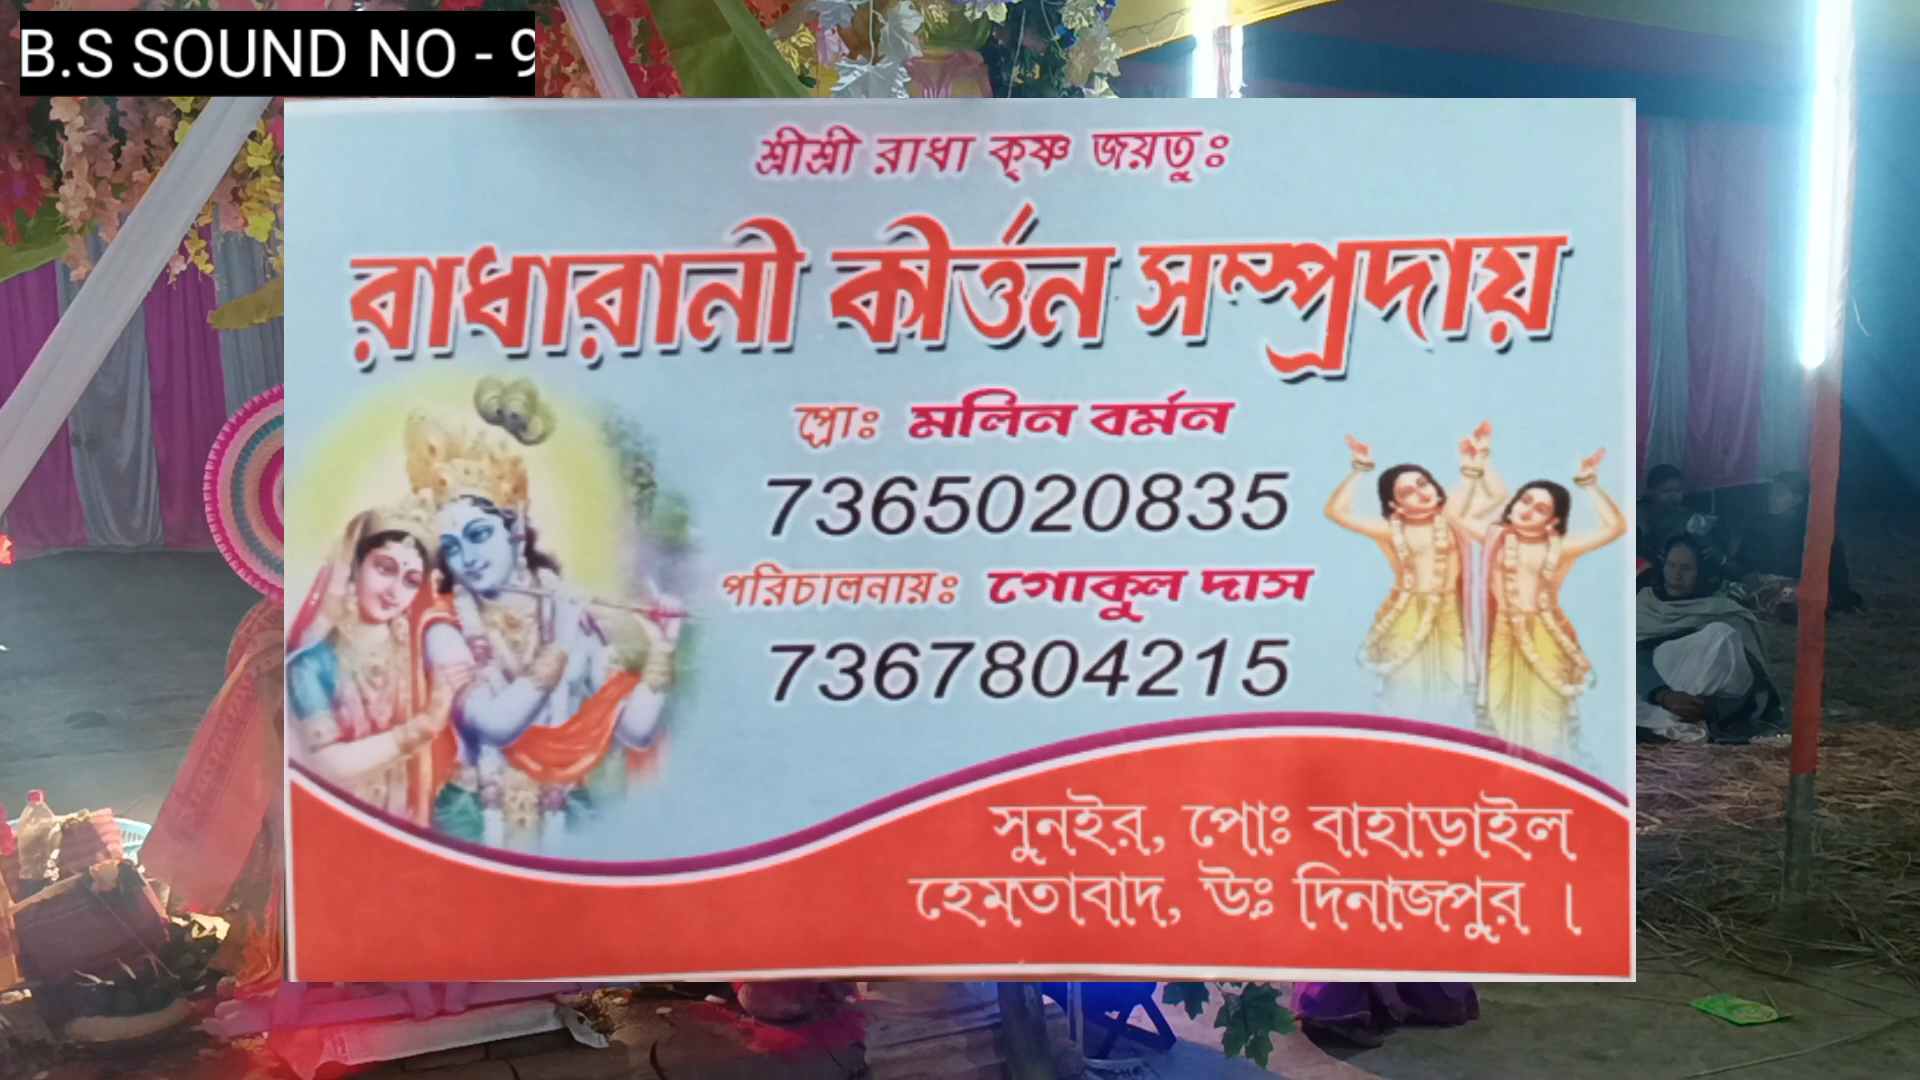 B.S SOUND NO - 9
শ্রীশ্রী রাধা কৃষ্ণ জয়তুঃ
রাধারানী কীর্ত্তন সম্প্রদায়
প্রোঃ মলিন বর্মন
7365020835
পরিচালনায়ঃ গোকুল দাস
7367804215
সুনইর, পোঃ বাহাড়াইল
হেমতাবাদ, উঃ দিনাজপুর ।